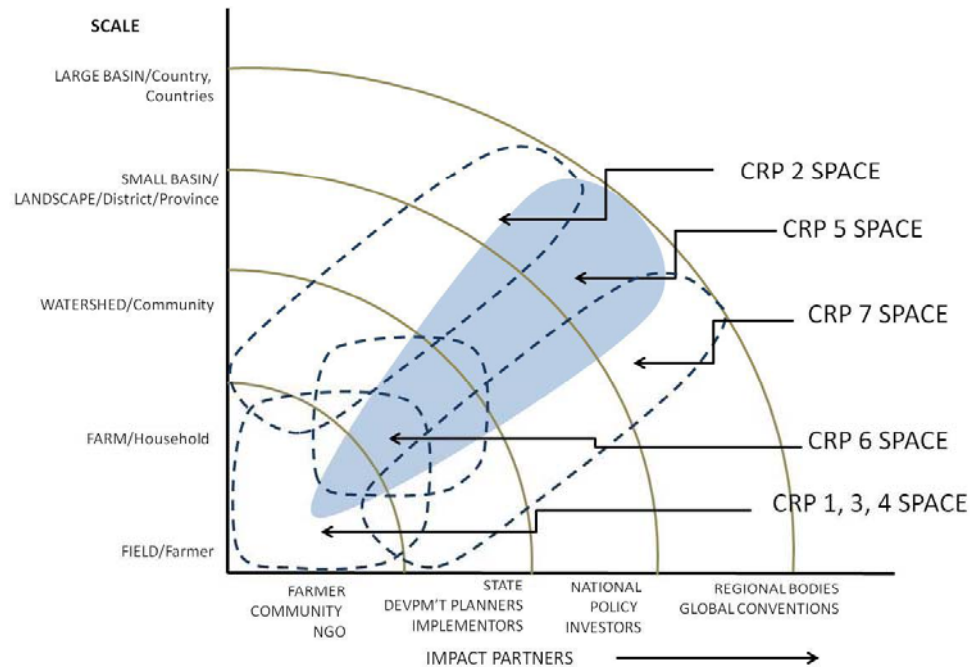 SCALE
LARGE BASIN/Country,
Countries
SMALL BASIN/
LANDSCAPE/District/Province
WATERSHED/Community
FARM/Household
FIELD/Farmer
CRP 2 SPACE
CRP 5 SPACE
CRP 7 SPACE
CRP 6 SPACE
CRP 1, 3, 4 SPACE
FARMER
COMMUNITY
NGO
STATE
DEVPM'T PLANNERS
IMPLEMENTORS
NATIONAL
POLICY
INVESTORS
REGIONAL BODIES
GLOBAL CONVENTIONS
IMPACT PARTNERS